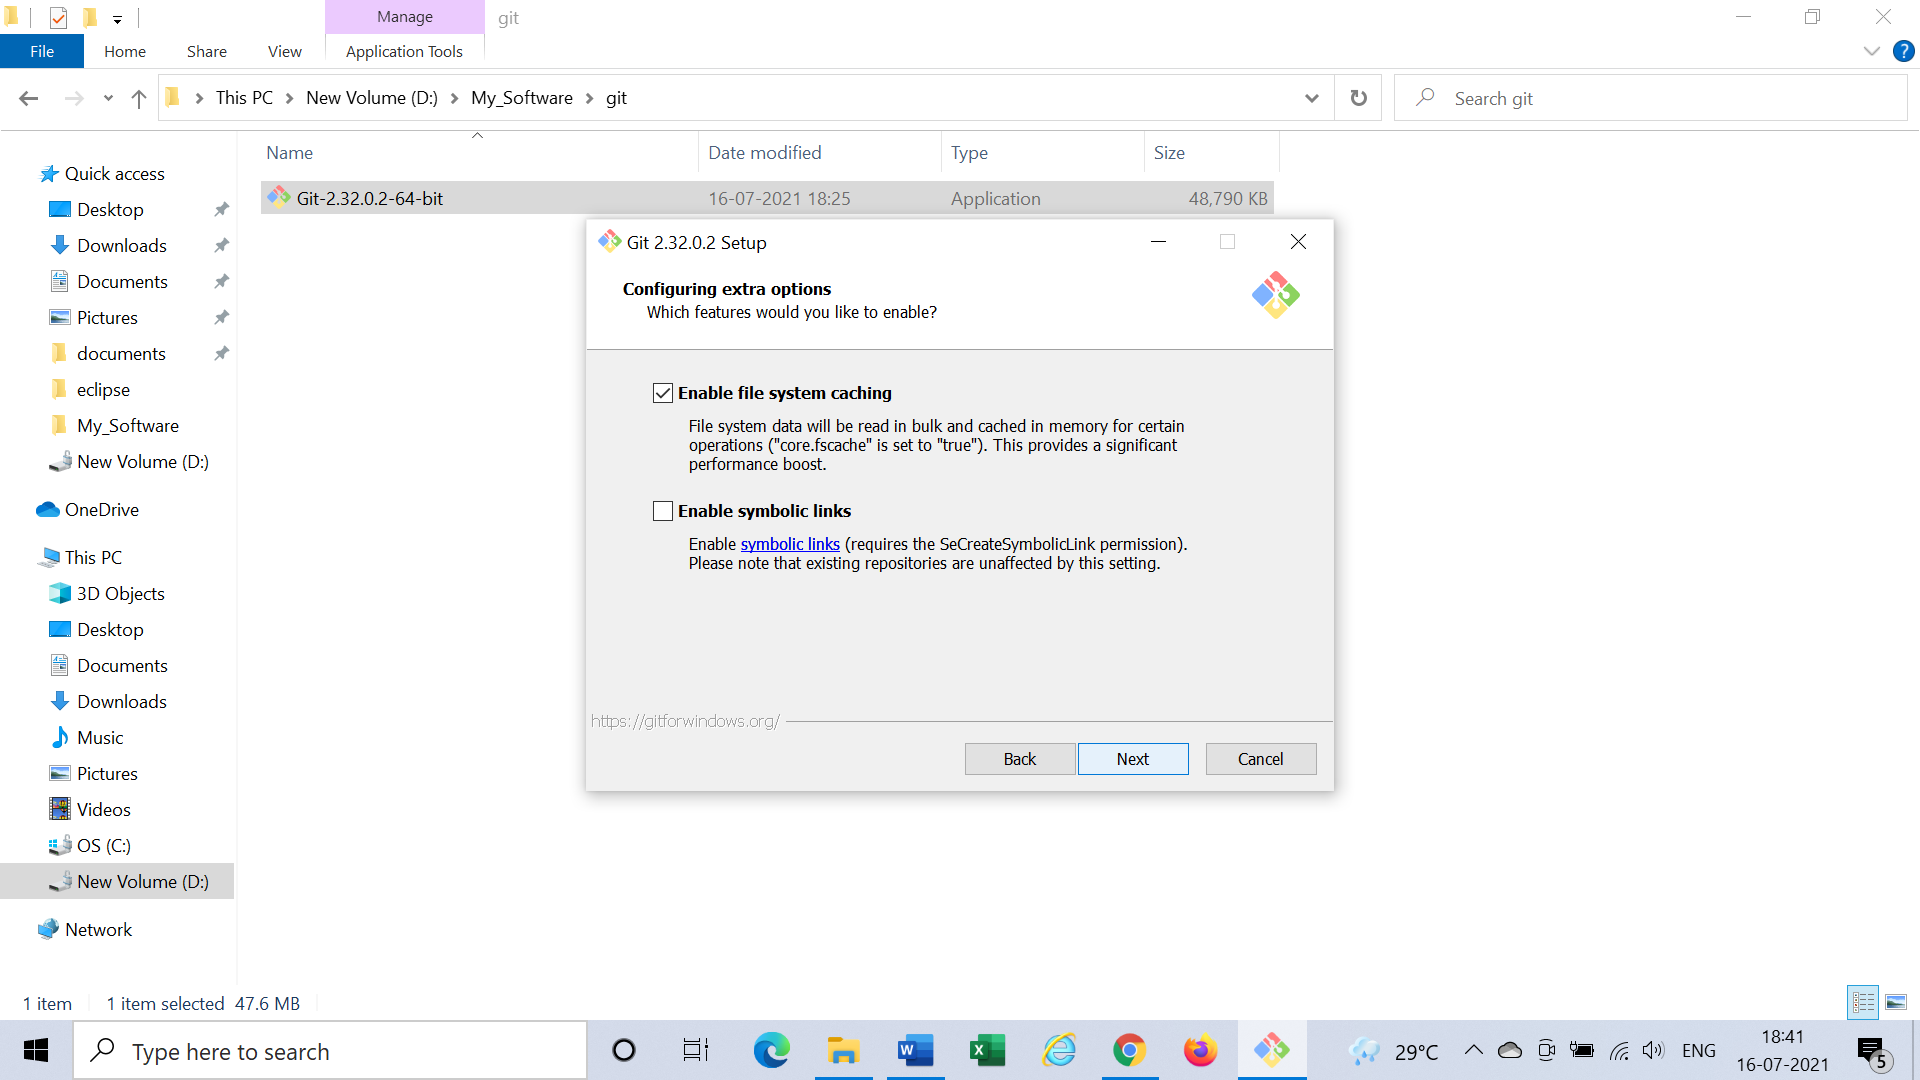 Manage
git
File
Home
Share
View
Application Tools
?
This PC
New Volume (D:)
My_Software
git
Search git
Name
Date modified
Type
Size
Git-2.32.0.2-64-bit
16-07-2021 18:25
Application
48,790 KB
Quick access
Desktop
Downloads
Documents
Pictures
documents
eclipse
My_Software
New Volume (D:)
OneDrive
This PC
3D Objects
Desktop
Documents
Downloads
Music
Pictures
Videos
OS (C:)
New Volume (D:)
Network
Git 2.32.0.2 Setup
Configuring extra options
Which features would you like to enable?
Enable file system caching
File system data will be read in bulk and cached in memory for certain
operations ("core.fscache" is set to "true"). This provides a significant
performance boost.
Enable symbolic links
Enable symbolic links (requires the SeCreateSymbolicLink permission).
Please note that existing repositories are unaffected by this setting.
https://gitforwindows.org/
Back
Next
Cancel
1 item
1 item selected 47.6 MB
Type here to search
W
X
29°C
ENG
18:41
16-07-2021
5